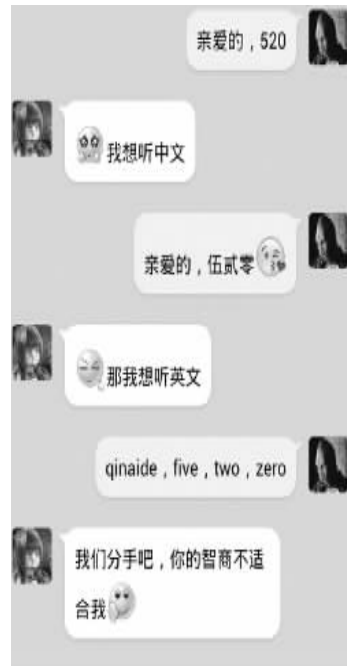 亲爱的，520
我想听中文
亲爱的，伍贰零
那我想听英文
qinaide，five，two，zero
我们分手吧，你的智商不适
合我